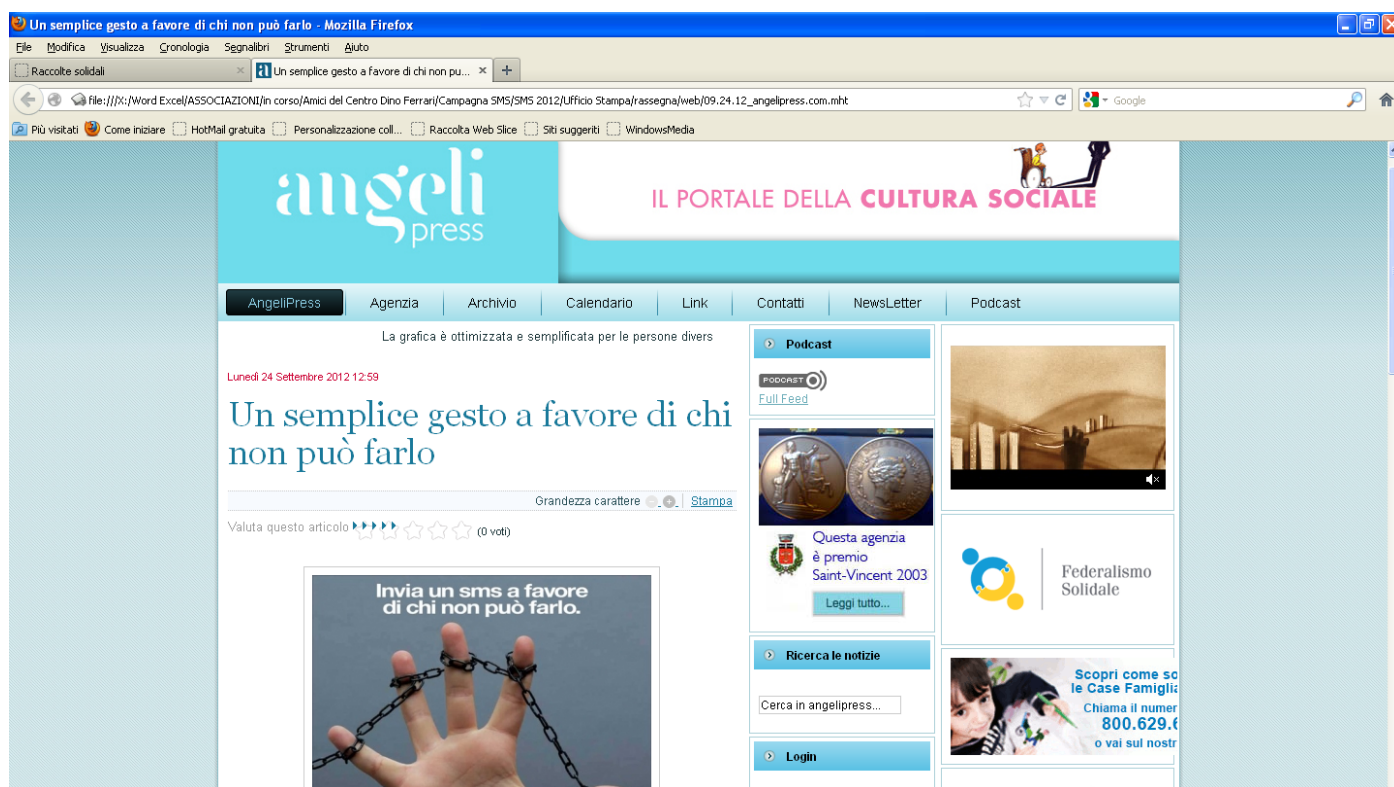 Un semplice gesto a favore di chi non può farlo - Mozilla Firefox
File Modifica Visualizza Cronologia Segnalibri Strumenti Aiuto
Raccolte solidali
Un semplice gesto a favore di chi non pu...
file:///X:/Word Excel/ASSOCIAZIONI/in corso/Amici del Centro Dino Ferrari/Campagna SMS/SMS 2012/Ufficio Stampa/rassegna/web/09.24.12_angelipress.com.mht
Google
Più visitati Come iniziare HotMail gratuita Personalizzazione coll... Raccolta Web Slice Siti suggeriti WindowsMedia
angeli
press
IL PORTALE DELLA CULTURA SOCIALE
AngeliPress Agenzia Archivio Calendario Link Contatti NewsLetter Podcast
La grafica è ottimizzata e semplificata per le persone divers
Lunedì 24 Settembre 2012 12:59
Un semplice gesto a favore di chi
non può farlo
Grandezza carattere Stampa
Valuta questo articolo (0 voti)
Invia un sms a favore
di chi non può farlo.
Podcast
PODCAST
Full Feed
Questa agenzia
è premio
Saint-Vincent 2003
Leggi tutto...
Ricerca le notizie
Cerca in angelipress...
Login
Federalismo
Solidale
Scopri come so
le Case Famiglia
Chiama il numer
800.629.6
o vai sul nostr